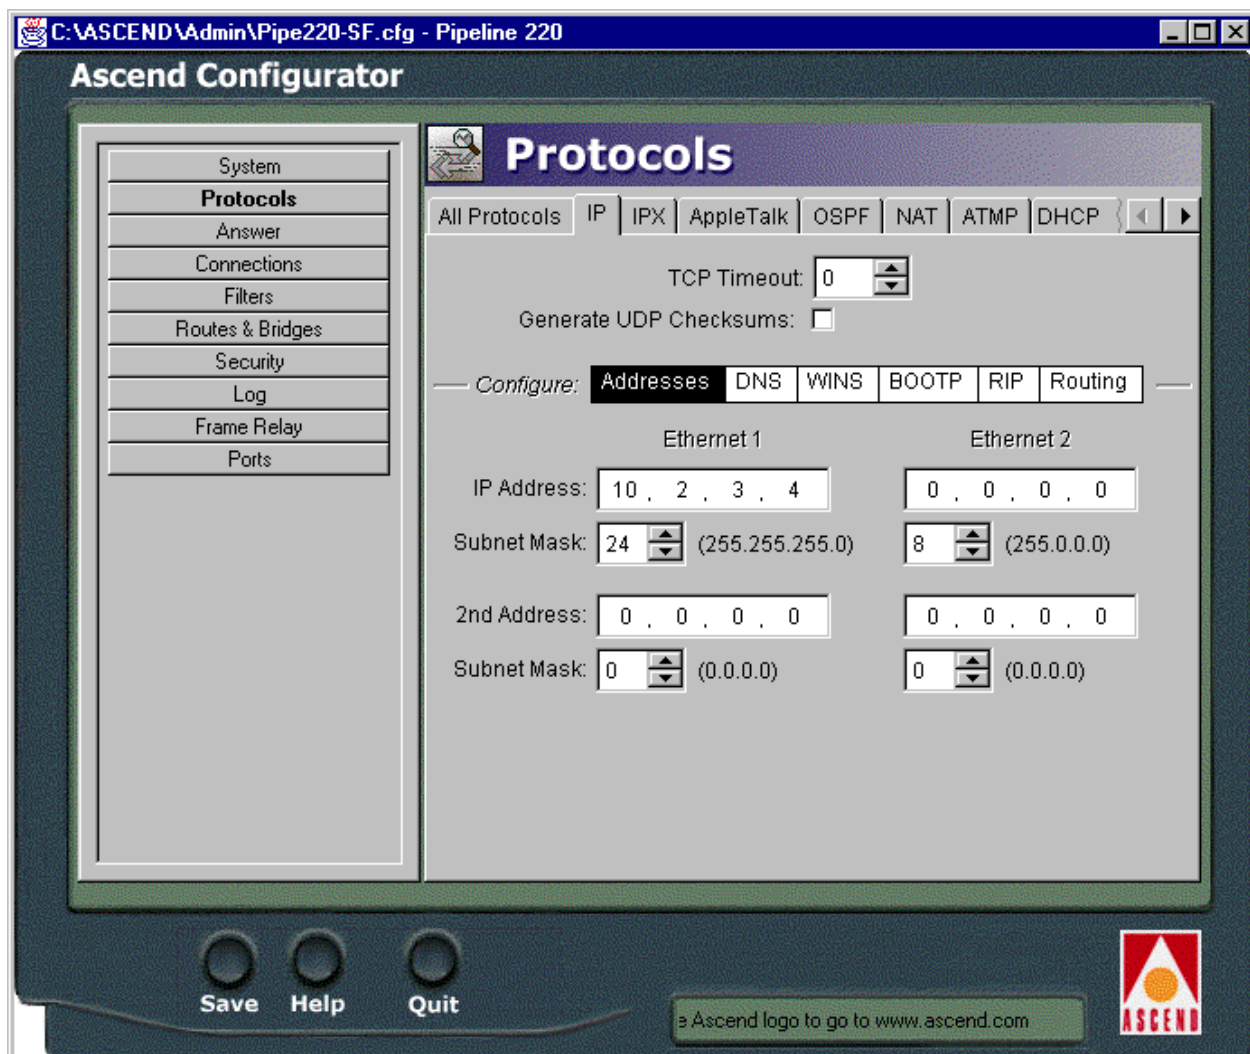 C:\ASCEND\Admin\Pipe220-SF.cfg - Pipeline 220
Ascend Configurator
System
Protocols
Answer
Connections
Filters
Routes & Bridges
Security
Log
Frame Relay
Ports
Protocols
All Protocols IP IPX AppleTalk OSPF NAT ATMP DHCP
TCP Timeout: 0
Generate UDP Checksums:
Configure: Addresses DNS WINS BOOTP RIP Routing
Ethernet 1 Ethernet 2
IP Address: 10 . 2 . 3 . 4 0 . 0 . 0 . 0
Subnet Mask: 24 (255.255.255.0) 8 (255.0.0.0)
2nd Address: 0 . 0 . 0 . 0 0 . 0 . 0 . 0
Subnet Mask: 0 (0.0.0.0) 0 (0.0.0.0)
Save Help Quit
Ascend logo to go to www.ascend.com
ASCEND